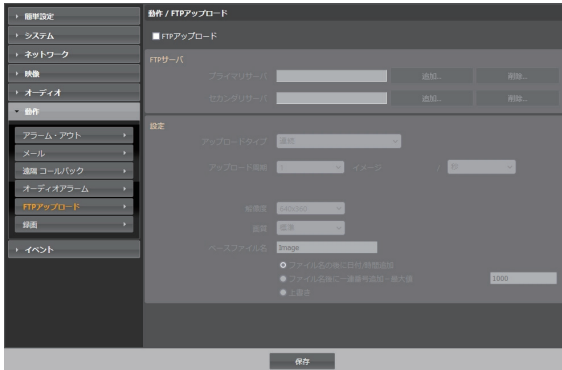 簡単設定
システム
ネットワーク
映像
オーディオ
動作
アラーム・アウト
メール
遠隔 コールバック
オーディオアラーム
FTPアップロード
録画
イベント
動作 / FTPアップロード
FTPアップロード
FTPサーバ
プライマリサーバ 追加... 削除...
セカンダリサーバ 追加... 削除...
設定
アップロードタイプ 連続
アップロード頻度 1 イメージ / 秒
解像度 640x360
画質 標準
ベースファイル名 Image
ファイル名の後に日付/時間追加
ファイル名後に一連番号追加 - 最大値 1000
上書き
保存